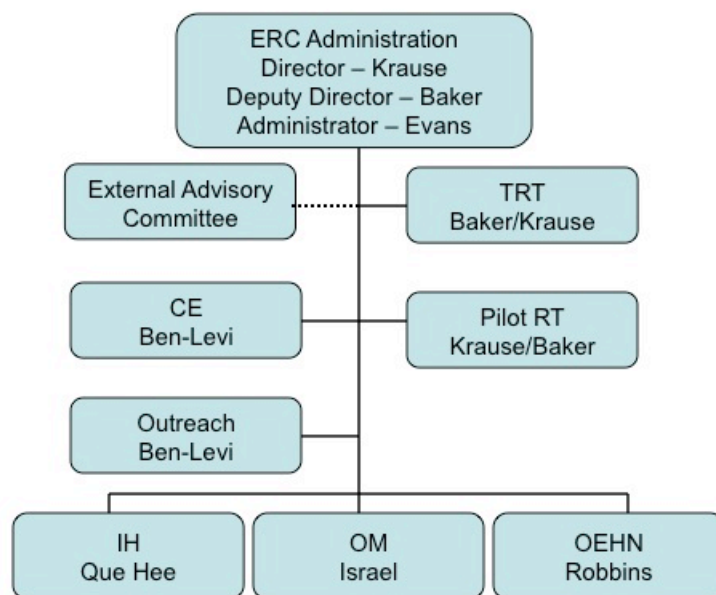 ERC Administration
Director – Krause
Deputy Director – Baker
Administrator – Evans
External Advisory
Committee
TRT
Baker/Krause
CE
Ben-Levi
Pilot RT
Krause/Baker
Outreach
Ben-Levi
IH
Que Hee
OM
Israel
OEHN
Robbins